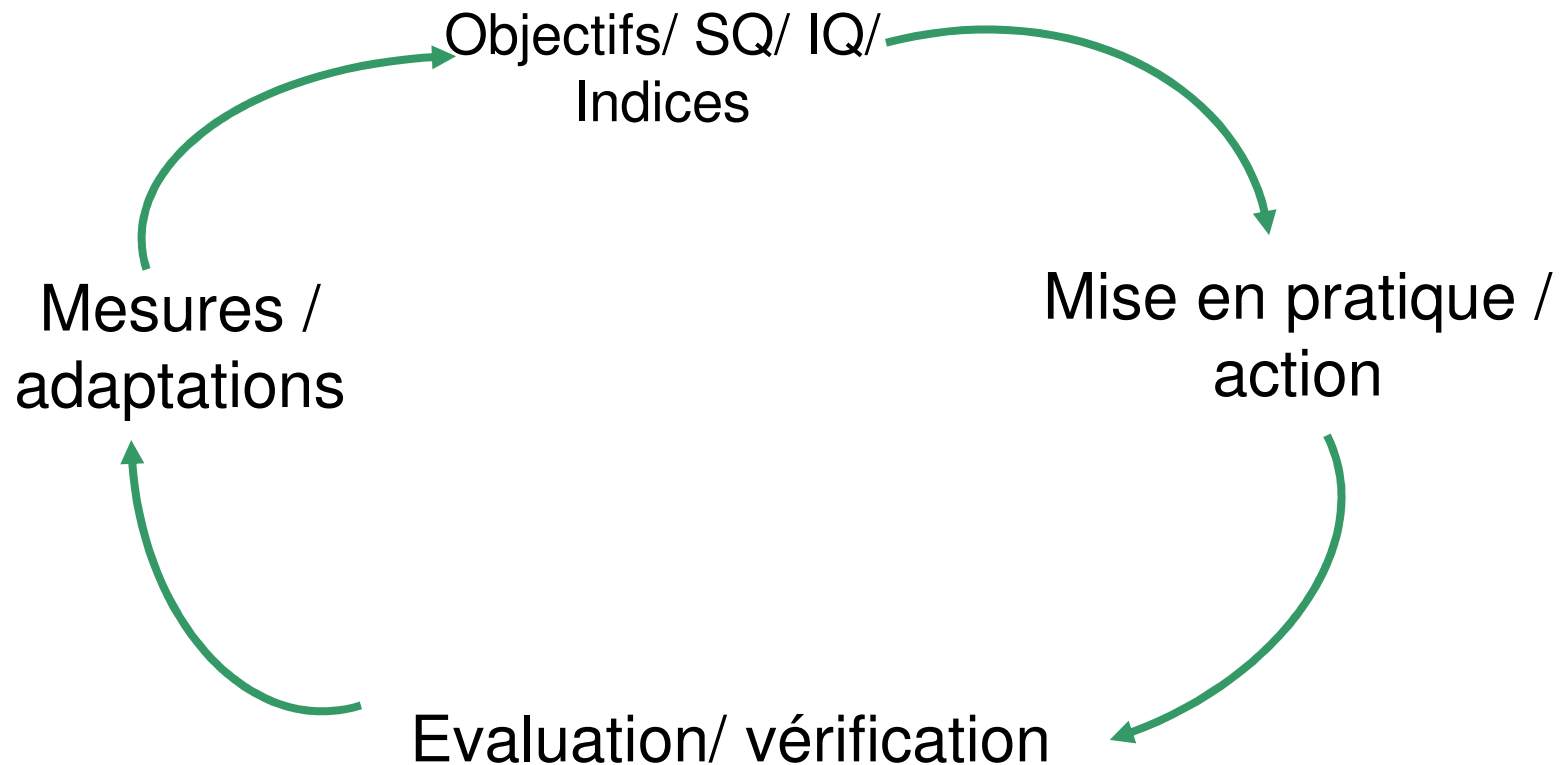 Objectifs/ SQ/ IQ/
Indices
Mise en pratique /
action
Evaluation/ vérification
Mesures /
adaptations